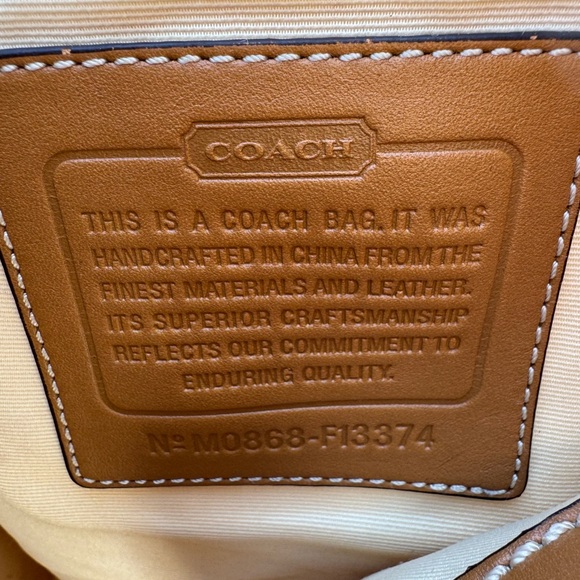 COACH
THIS IS A COACH BAG. IT WAS
HANDCRAFTED IN CHINA FROM THE
FINEST MATERIALS AND LEATHER.
ITS SUPERIOR CRAFTSMANSHIP
REFLECTS OUR COMMITMENT TO
ENDURING QUALITY.
Nº M0868-F13374